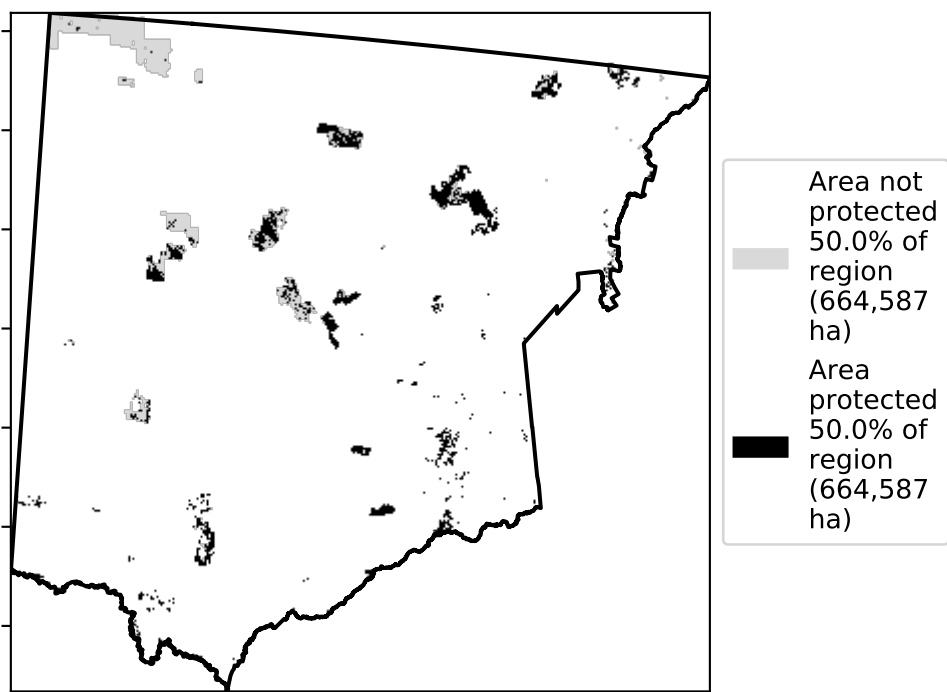 Area not
protected
50.0% of
region
(664,587
ha)
Area
protected
50.0% of
region
(664,587
ha)